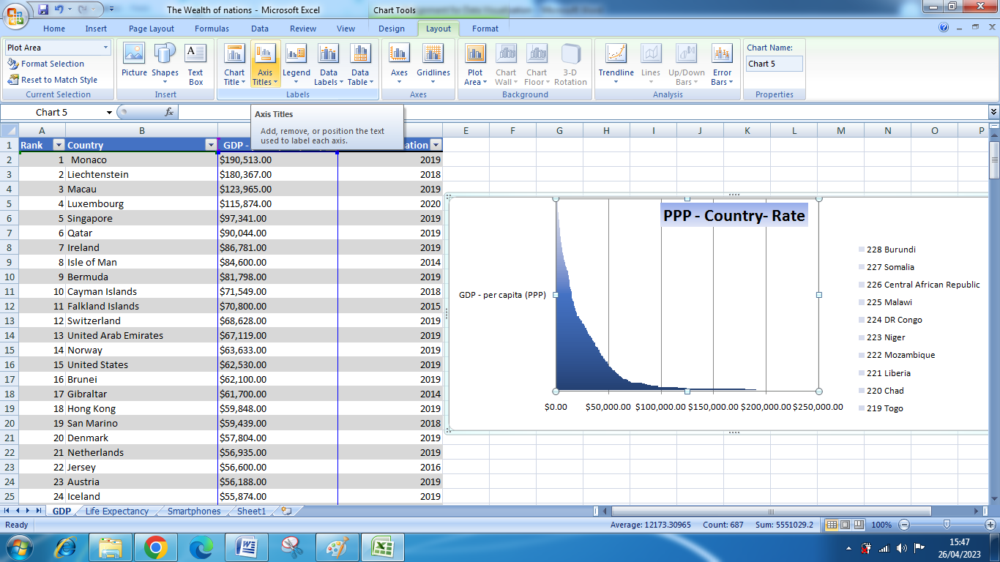 The Wealth of nations - Microsoft Excel
Chart Tools
Home Insert Page Layout Formulas Data Review View Design Layout Format
Plot Area
Format Selection
Reset to Match Style
Current Selection
Picture Shapes Text Box
Insert
Chart Title Axis Titles Legend Data Labels Data Table
Labels
Axes Gridlines
Axes
Plot Area Chart Wall Chart Floor 3-D Rotation
Background
Trendline Lines Up/Down Bars Error Bars
Analysis
Chart Name:
Chart 5
Properties
Chart 5 fx
Axis Titles
Add, remove, or position the text
used to label each axis.
A B E F G H I J K L M N O P
1 Rank Country GDP - ation
2 1 Monaco $190,513.00 2019
3 2 Liechtenstein $180,367.00 2018
4 3 Macau $123,965.00 2019
5 4 Luxembourg $115,874.00 2020
6 5 Singapore $97,341.00 2019
7 6 Qatar $90,044.00 2019
8 7 Ireland $86,781.00 2019
9 8 Isle of Man $84,600.00 2014
10 9 Bermuda $81,798.00 2019
11 10 Cayman Islands $71,549.00 2018
12 11 Falkland Islands $70,800.00 2015
13 12 Switzerland $68,628.00 2019
14 13 United Arab Emirates $67,119.00 2019
15 14 Norway $63,633.00 2019
16 15 United States $62,530.00 2019
17 16 Brunei $62,100.00 2019
18 17 Gibraltar $61,700.00 2014
19 18 Hong Kong $59,848.00 2019
20 19 San Marino $59,439.00 2018
21 20 Denmark $57,804.00 2019
22 21 Netherlands $56,935.00 2019
23 22 Jersey $56,600.00 2016
24 23 Austria $56,188.00 2019
25 24 Iceland $55,874.00 2019
PPP - Country- Rate
GDP - per capita (PPP)
$0.00 $50,000.00 $100,000.00 $150,000.00 $200,000.00 $250,000.00
228 Burundi
227 Somalia
226 Central African Republic
225 Malawi
224 DR Congo
223 Niger
222 Mozambique
221 Liberia
220 Chad
219 Togo
GDP Life Expectancy Smartphones Sheet1
Ready Average: 12173.30965 Count: 687 Sum: 5551029.2 100%
15:47
26/04/2023